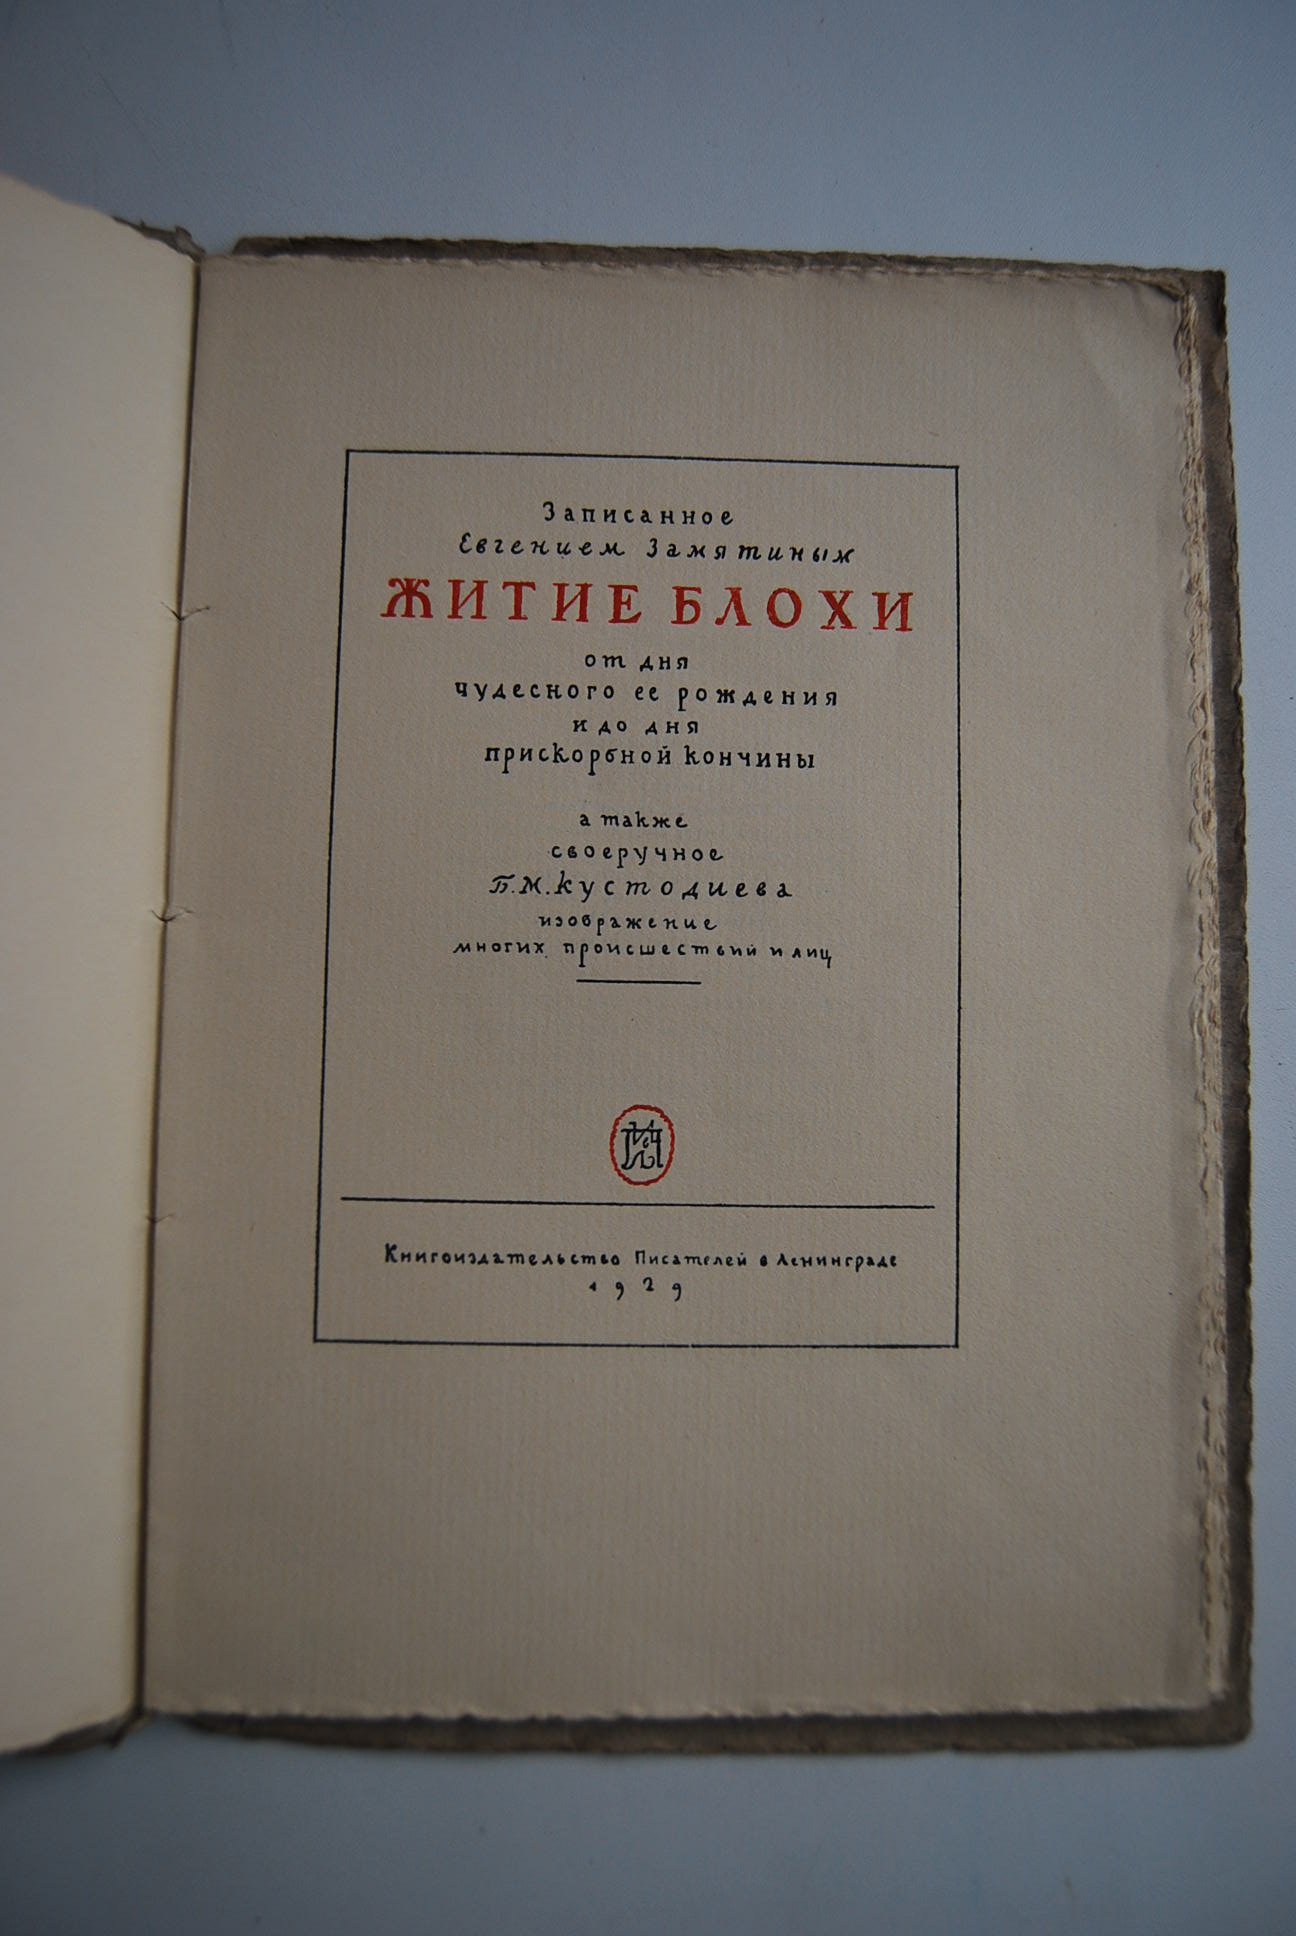 Записанное
Евгением Замятиным
ЖИТИЕ БЛОХИ
от дня
чудесного ее рождения
и до дня
прискорбной кончины
а также
своеручное
Б.М.Кустодиева
изображение
многих происшествий и лиц
Книгоиздательство Писателей в Ленинграде
1929